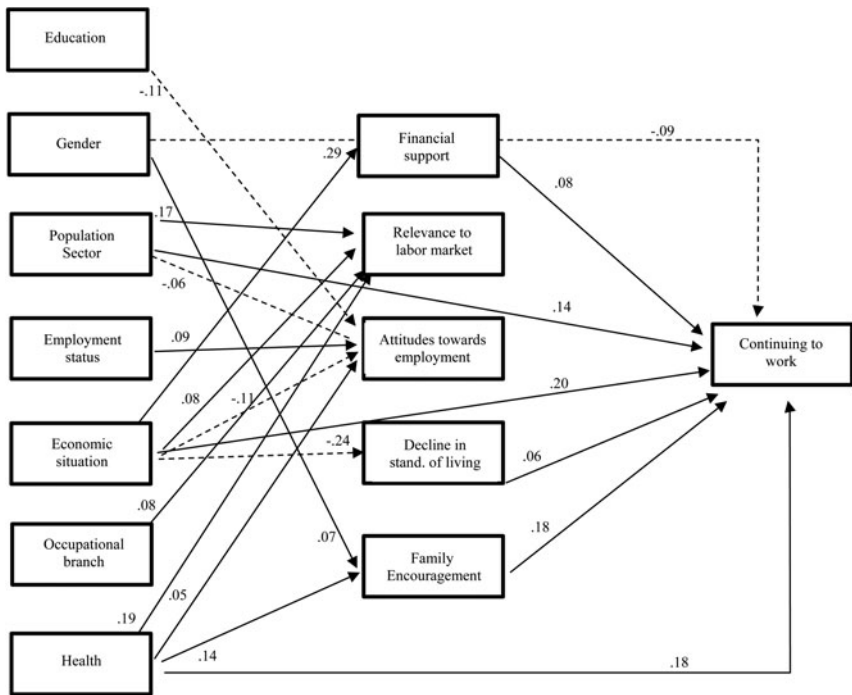 Education
-.11
Gender
Financial
support
-.09
.29
.08
.17
Population
Sector
Relevance to
labor market
-.06
.14
Employment
status
.09
Attitudes towards
employment
Continuing to
work
.08
-.11
.20
Economic
situation
-.24
Decline in
stand. of living
.06
.08
Occupational
branch
.07
Family
Encouragement
.18
.05
.19
Health
.14
.18